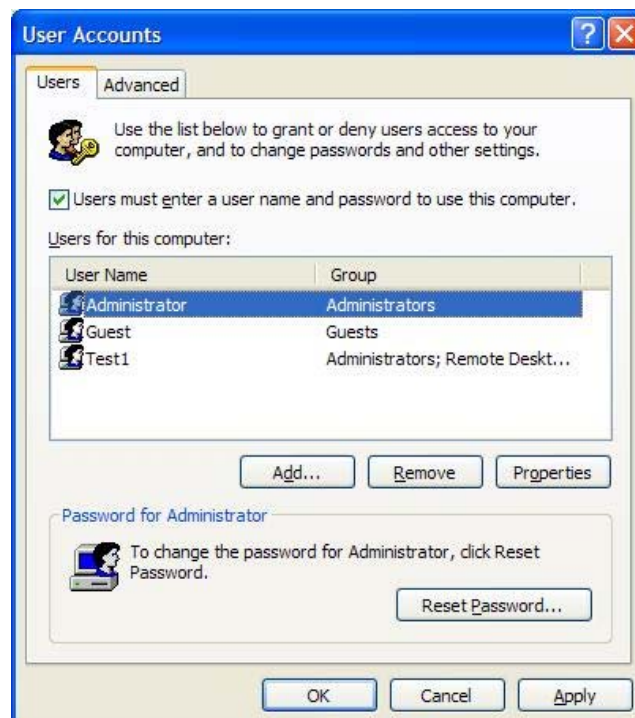 User Accounts
Users
Advanced
Use the list below to grant or deny users access to your
computer, and to change passwords and other settings.
Users must enter a user name and password to use this computer.
Users for this computer:
User Name Group
Administrator Administrators
Guest Guests
Test1 Administrators; Remote Deskt...
Add... Remove Properties
Password for Administrator
To change the password for Administrator, click Reset
Password.
Reset Password...
OK Cancel Apply